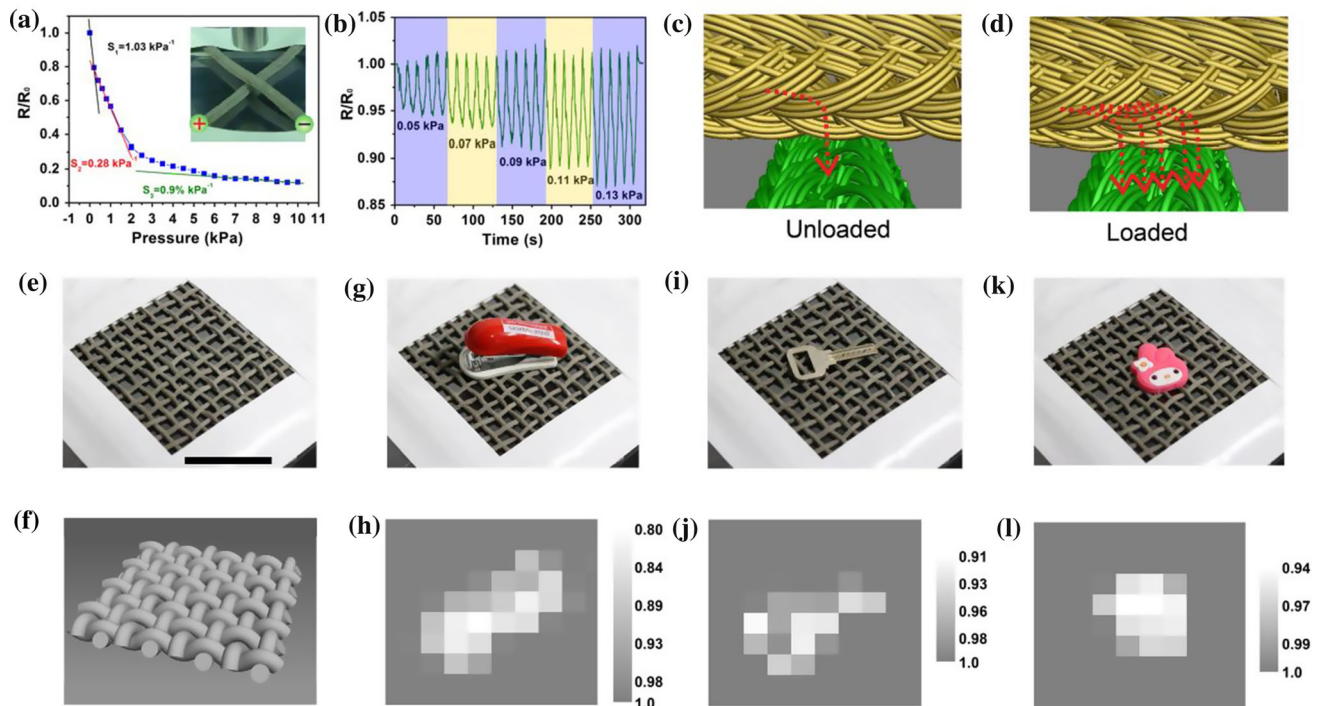 (a)
R/R₀
1.0
0.8
0.6
0.4
0.2
0.0
S₁=1.03 kPa⁻¹
S₂=0.28 kPa⁻¹
S₃=0.9% kPa⁻¹
+
−
-1 0 1 2 3 4 5 6 7 8 9 10 11
Pressure (kPa)
(b)
R/R₀
1.05
1.00
0.95
0.90
0.85
0.05 kPa
0.07 kPa
0.09 kPa
0.11 kPa
0.13 kPa
0 50 100 150 200 250 300
Time (s)
(c)
Unloaded
(d)
Loaded
(e)
(g)
(i)
(k)
(f)
(h)
0.80
0.84
0.89
0.93
0.98
1.0
(j)
0.91
0.93
0.96
0.98
1.0
(l)
0.94
0.97
0.99
1.0